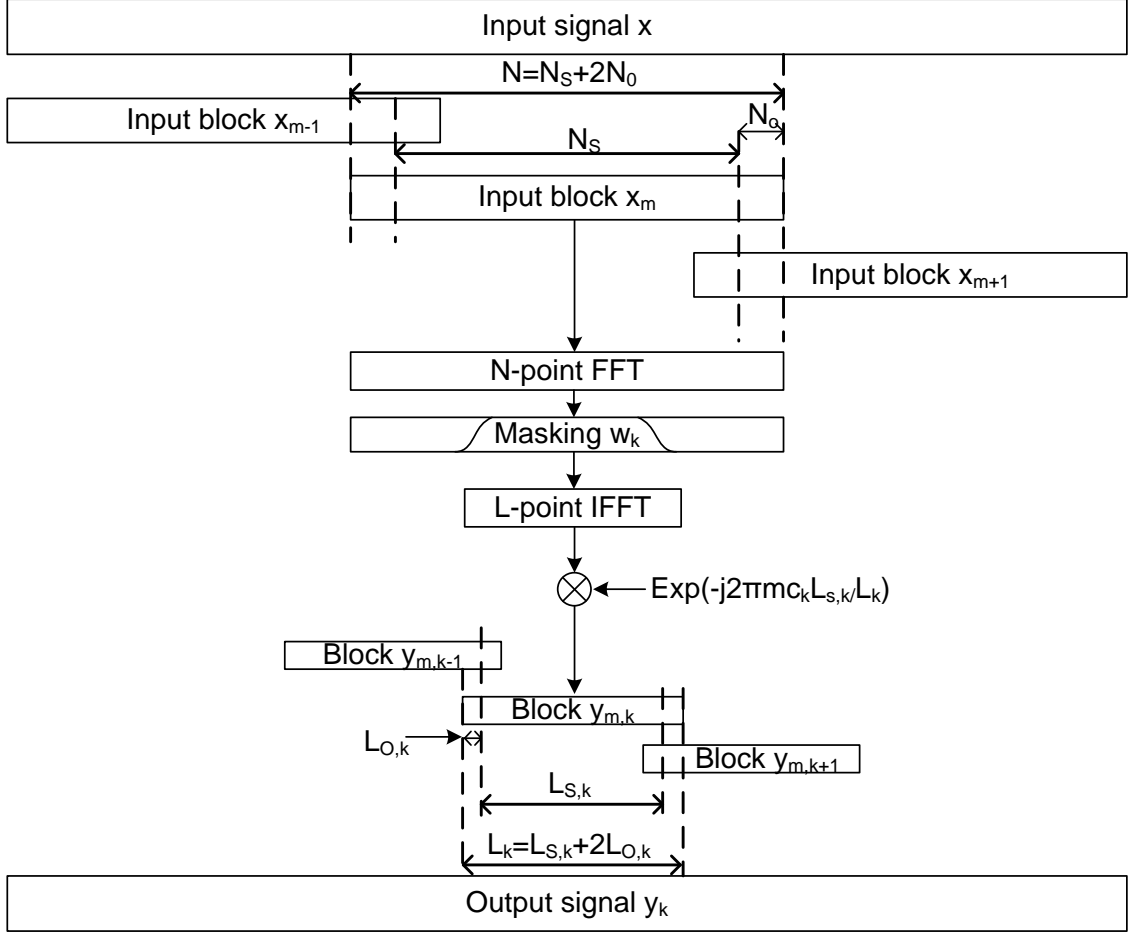 Input signal x
N=N_S+2N_0
Input block x_{m-1}
N_o
N_S
Input block x_m
Input block x_{m+1}
N-point FFT
Masking w_k
L-point IFFT
Exp(-j2πmc_kL_{s,k}/L_k)
Block y_{m,k-1}
Block y_{m,k}
L_{O,k}
Block y_{m,k+1}
L_{S,k}
L_k=L_{S,k}+2L_{O,k}
Output signal y_k